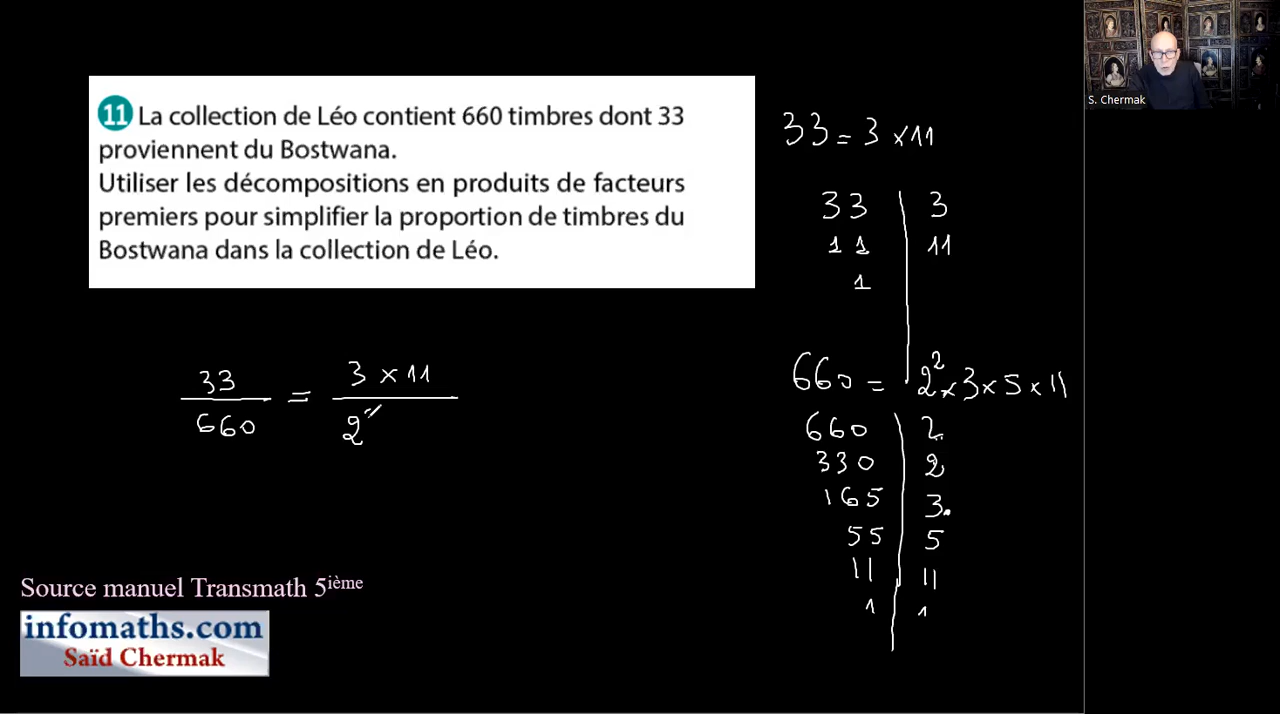 11 La collection de Léo contient 660 timbres dont 33
proviennent du Bostwana.
Utiliser les décompositions en produits de facteurs
premiers pour simplifier la proportion de timbres du
Bostwana dans la collection de Léo.
33 = 3 × 11
33 | 3
11 | 11
1
660 = 2² × 3 × 5 × 11
660 | 2
330 | 2
165 | 3
55 | 5
11 | 11
1 | 1
33/660 = 3 × 11/2
Source manuel Transmath 5ième
infomaths.com
Saïd Chermak
S. Chermak